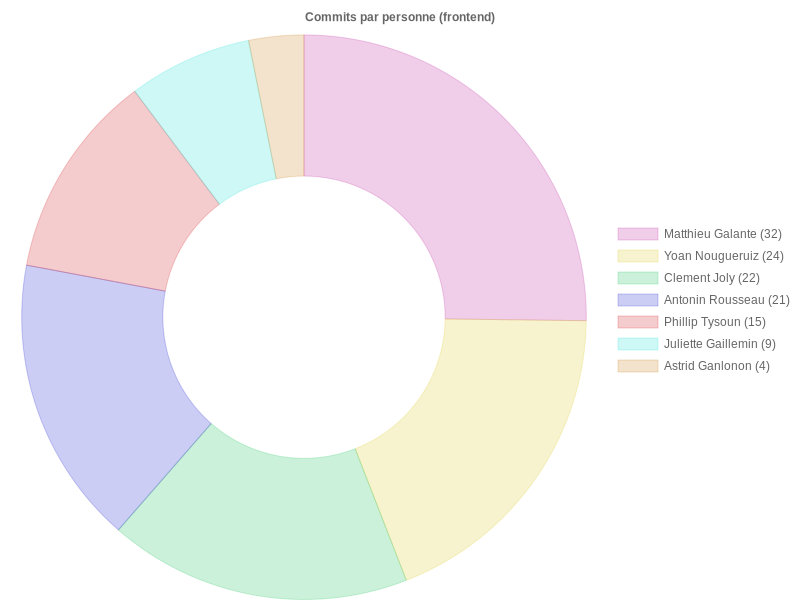 Commits par personne (frontend)
Matthieu Galante (32)
Yoan Nougueruiz (24)
Clement Joly (22)
Antonin Rousseau (21)
Phillip Tysoun (15)
Juliette Gaillemin (9)
Astrid Ganlonon (4)